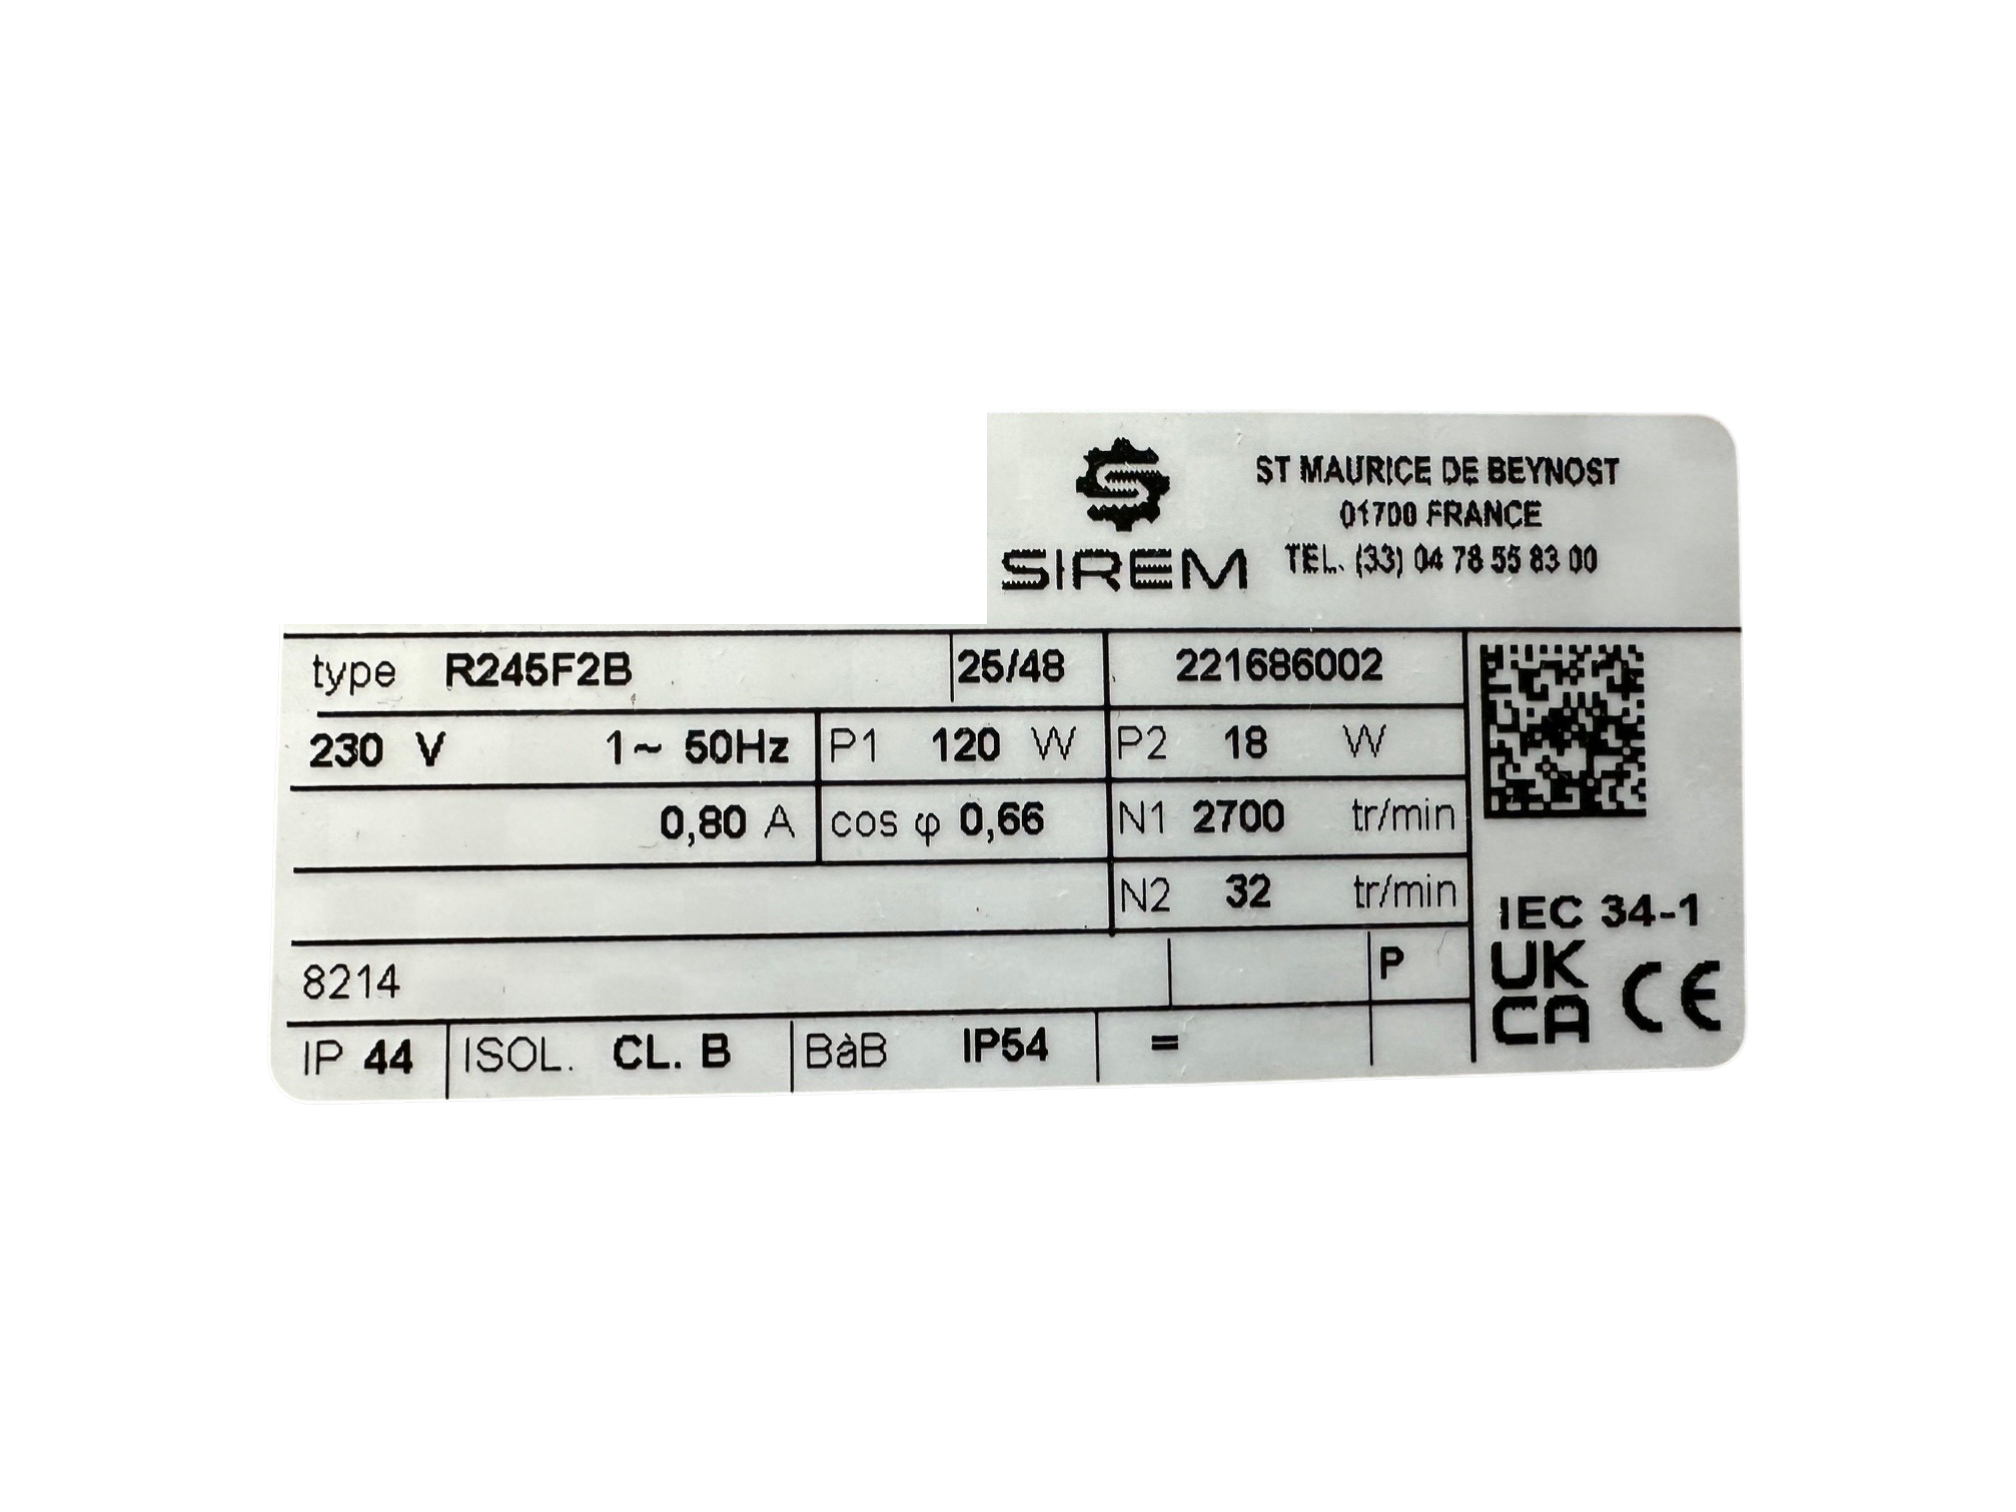 SIREM
ST MAURICE DE BEYNOST
01700 FRANCE
TEL. (33) 04 78 55 83 00
type R245F2B 25/48 221686002
230 V 1~ 50Hz P1 120 W P2 18 W
0,80 A cos φ 0,66 N1 2700 tr/min
N2 32 tr/min
IEC 34-1
8214 P
UK
CA CE
IP 44 ISOL. CL. B BàB IP54 =